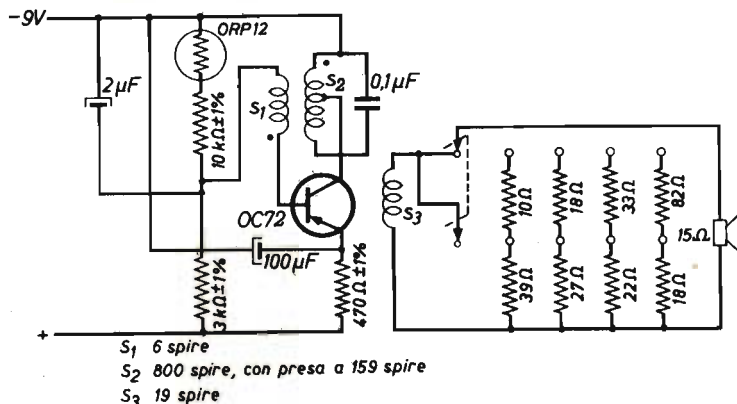 -9V
ORP12
2µF
10 kΩ±1%
S1
S2
0,1µF
OC72
100µF
3 kΩ±1%
470 Ω±1%
+
S3
10Ω
18Ω
33Ω
82Ω
39Ω
27Ω
22Ω
18Ω
15Ω
S1 6 spire
S2 800 spire, con presa a 159 spire
S3 19 spire